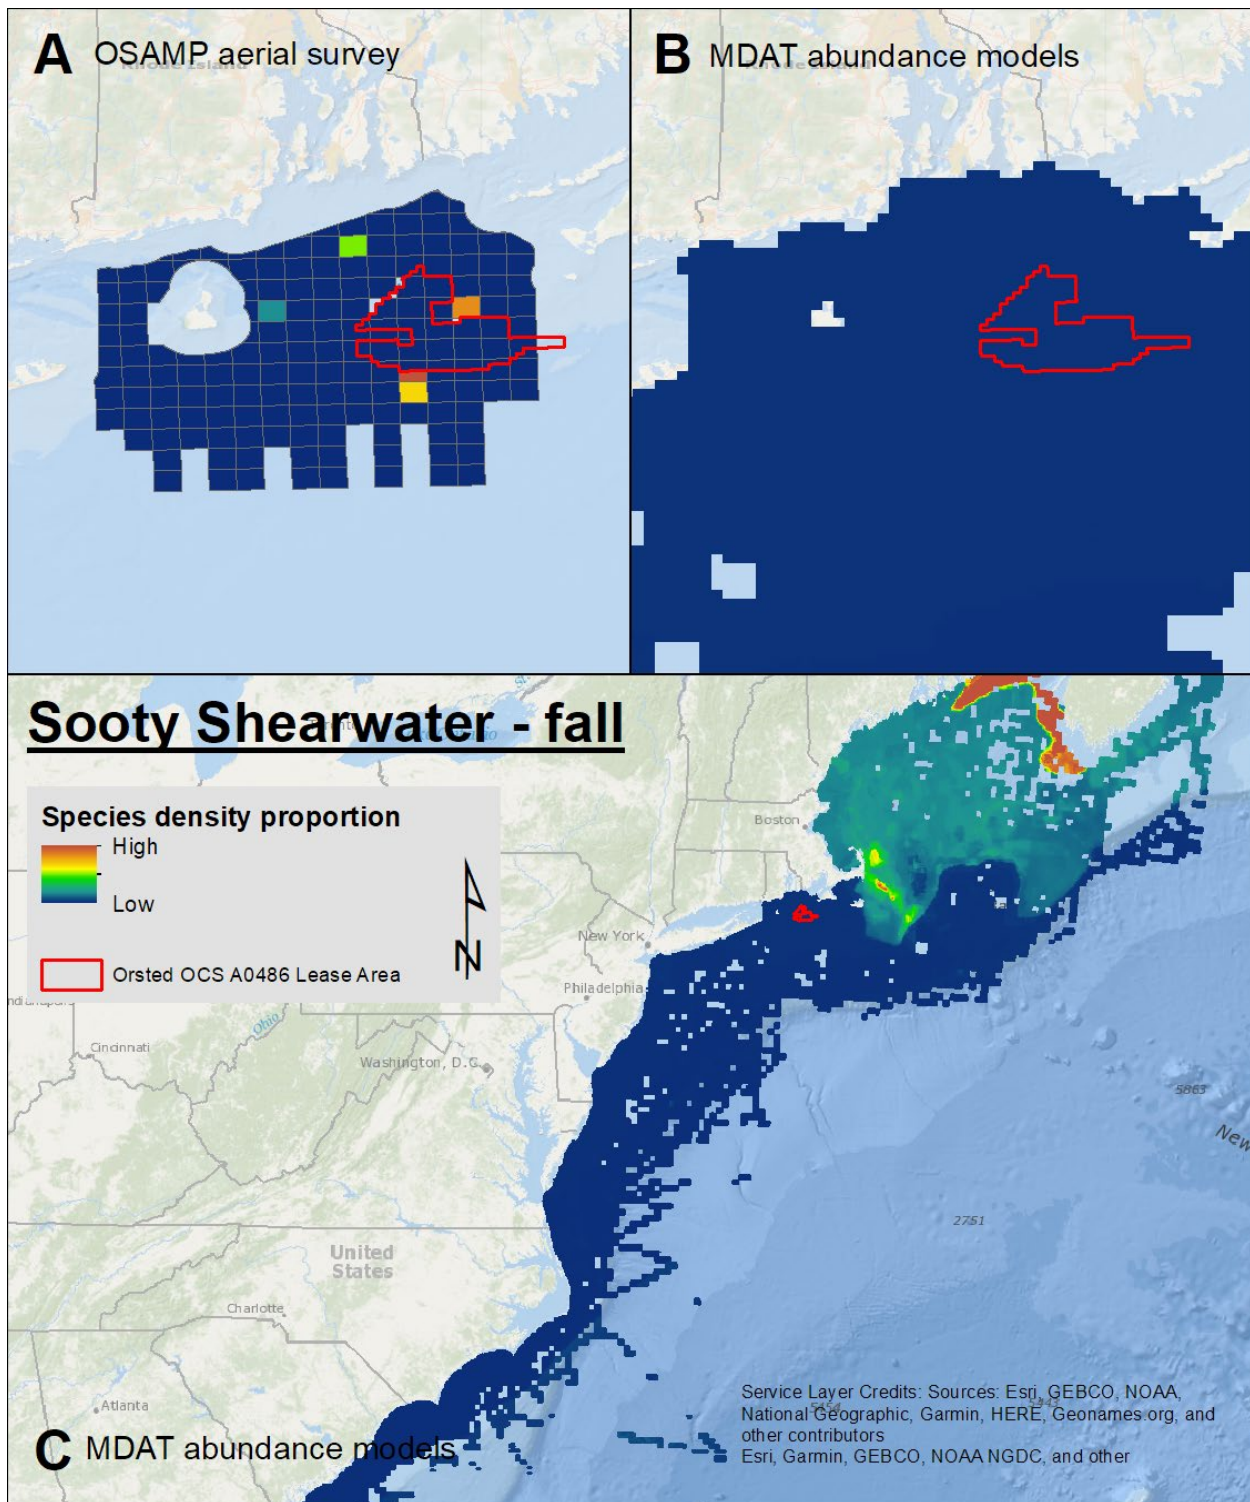 A OSAMP aerial survey
Rhode Island
B MDAT abundance models
Sooty Shearwater - fall
Species density proportion
High
Low
N
Orsted OCS A0486 Lease Area
Boston
New York
Philadelphia
Ohio
Cincinnati
Washington, D.C.
5863
New
2751
United
States
Charlotte
Atlanta
Service Layer Credits: Sources: Esri, GEBCO, NOAA,
National Geographic, Garmin, HERE, Geonames.org, and
other contributors
Esri, Garmin, GEBCO, NOAA NGDC, and other
C MDAT abundance models